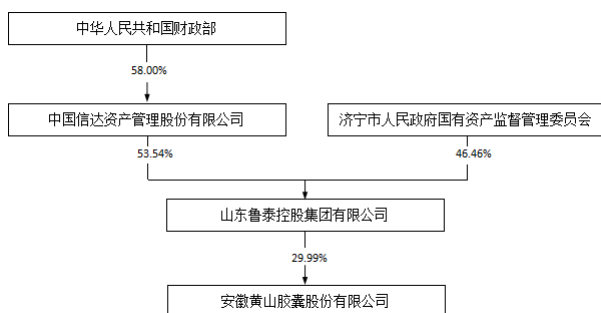 中华人民共和国财政部
58.00%
中国信达资产管理股份有限公司
济宁市人民政府国有资产监督管理委员会
53.54%
46.46%
山东鲁泰控股集团有限公司
29.99%
安徽黄山胶囊股份有限公司